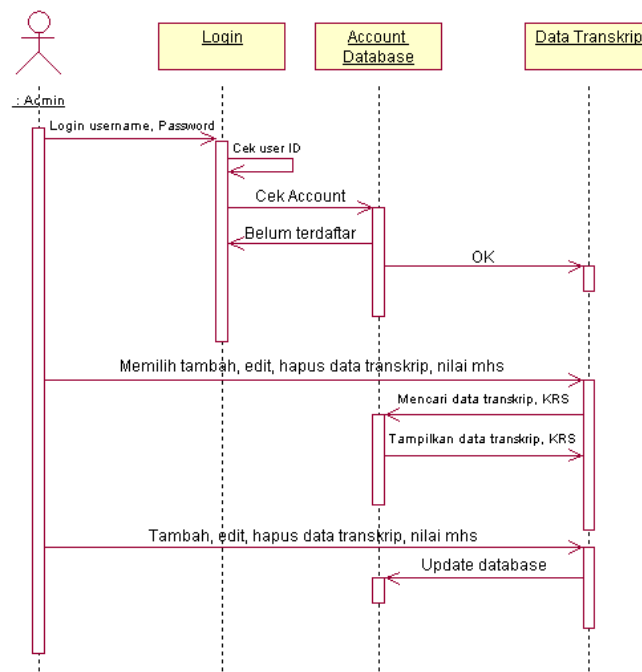 Login
Account
Database
Data Transkrip
: Admin
Login username, Password
Cek user ID
Cek Account
Belum terdaftar
OK
Memilih tambah, edit, hapus data transkrip, nilai mhs
Mencari data transkrip, KRS
Tampilkan data transkrip, KRS
Tambah, edit, hapus data transkrip, nilai mhs
Update database